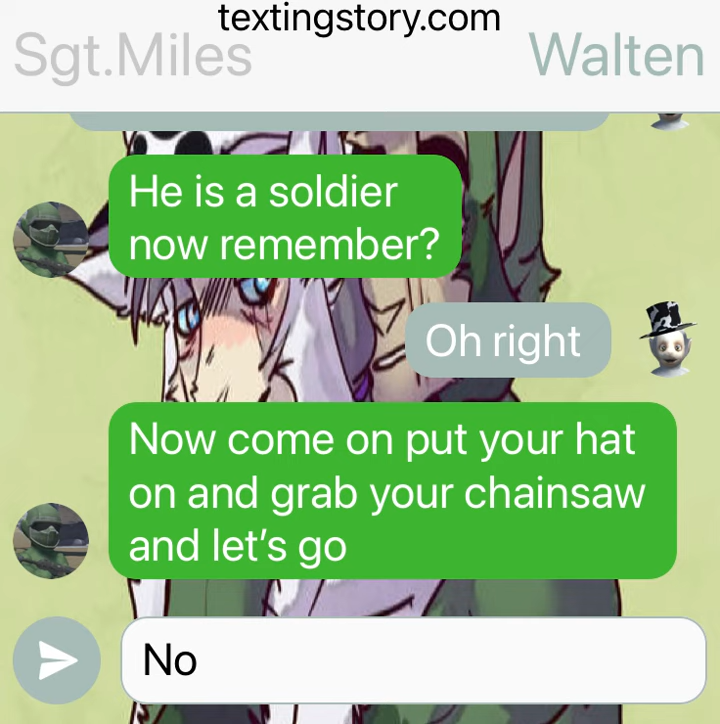 textingstory.com
Sgt.Miles Walten
He is a soldier
now remember?
Oh right
Now come on put your hat
on and grab your chainsaw
and let’s go
No